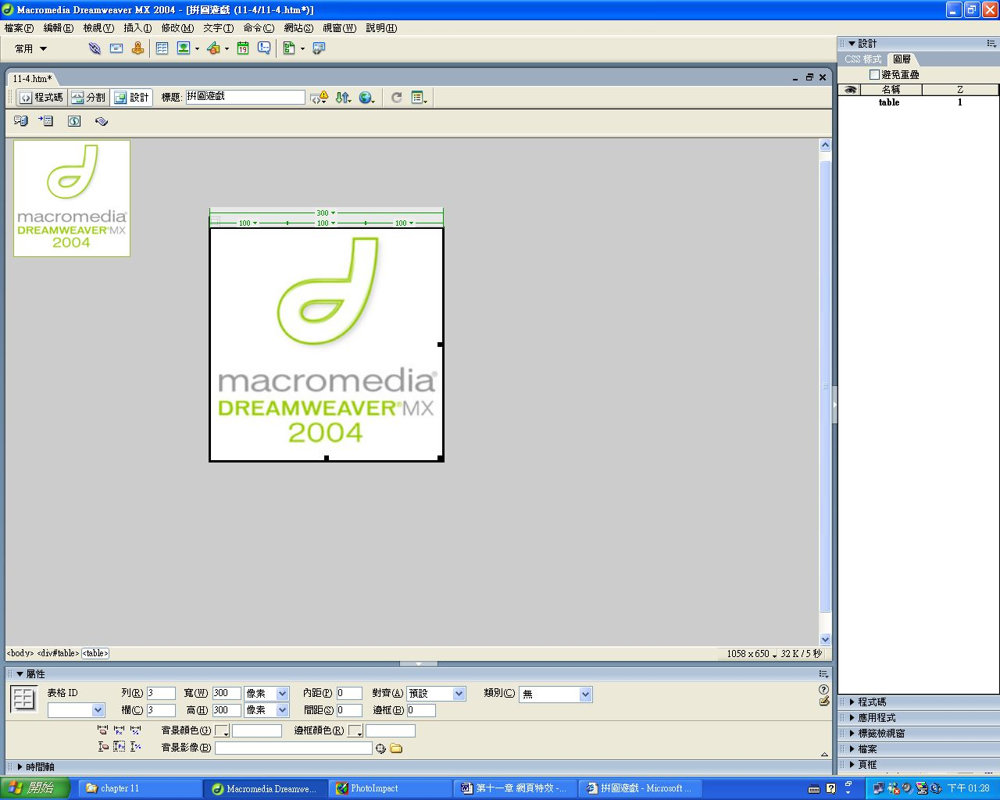 Macromedia Dreamweaver MX 2004 - [拼圖遊戲 (11-4/11-4.htm*)]
檔案(F) 編輯(E) 檢視(V) 插入(I) 修改(M) 文字(T) 命令(C) 網站(S) 視窗(W) 說明(H)
常用
設計
CSS 樣式 圖層
避免重疊
名稱 Z
table 1
11-4.htm*
程式碼 分割 設計 標題: 拼圖遊戲
macromedia®
DREAMWEAVER®MX
2004
300
100 100 100
macromedia®
DREAMWEAVER®MX
2004
<body> <div#table> <table>
1058 x 650 32 K / 5 秒
屬性
表格 ID 列(R) 3 寬(W) 300 像素 內距(P) 0 對齊(A) 預設 類別(C) 無
欄(C) 3 高(H) 300 像素 間距(S) 0 邊框(B) 0
背景顏色(G) 邊框顏色(R)
背景影像(B)
時間軸
程式碼
應用程式
標籤檢視窗
檔案
頁框
開始 chapter 11 Macromedia Dreamwe... PhotoImpact 第十一章 網頁特效 -... 拼圖遊戲 - Microsoft ... 下午 01:28